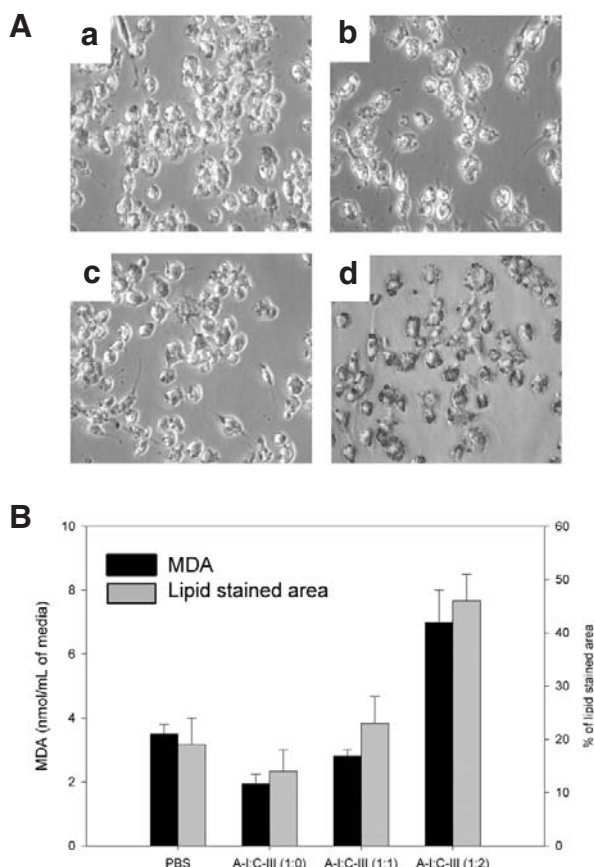 A
a
b
c
d
B
MDA
Lipid stained area
10
8
6
4
2
0
60
50
40
30
20
10
0
MDA (nmol/mL of media)
% of lipid stained area
PBS
A-I:C-III (1:0)
A-I:C-III (1:1)
A-I:C-III (1:2)